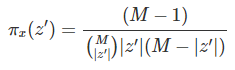 π_x(z′) = (M − 1) / ( (M choose |z′|) |z′| (M − |z′|) )